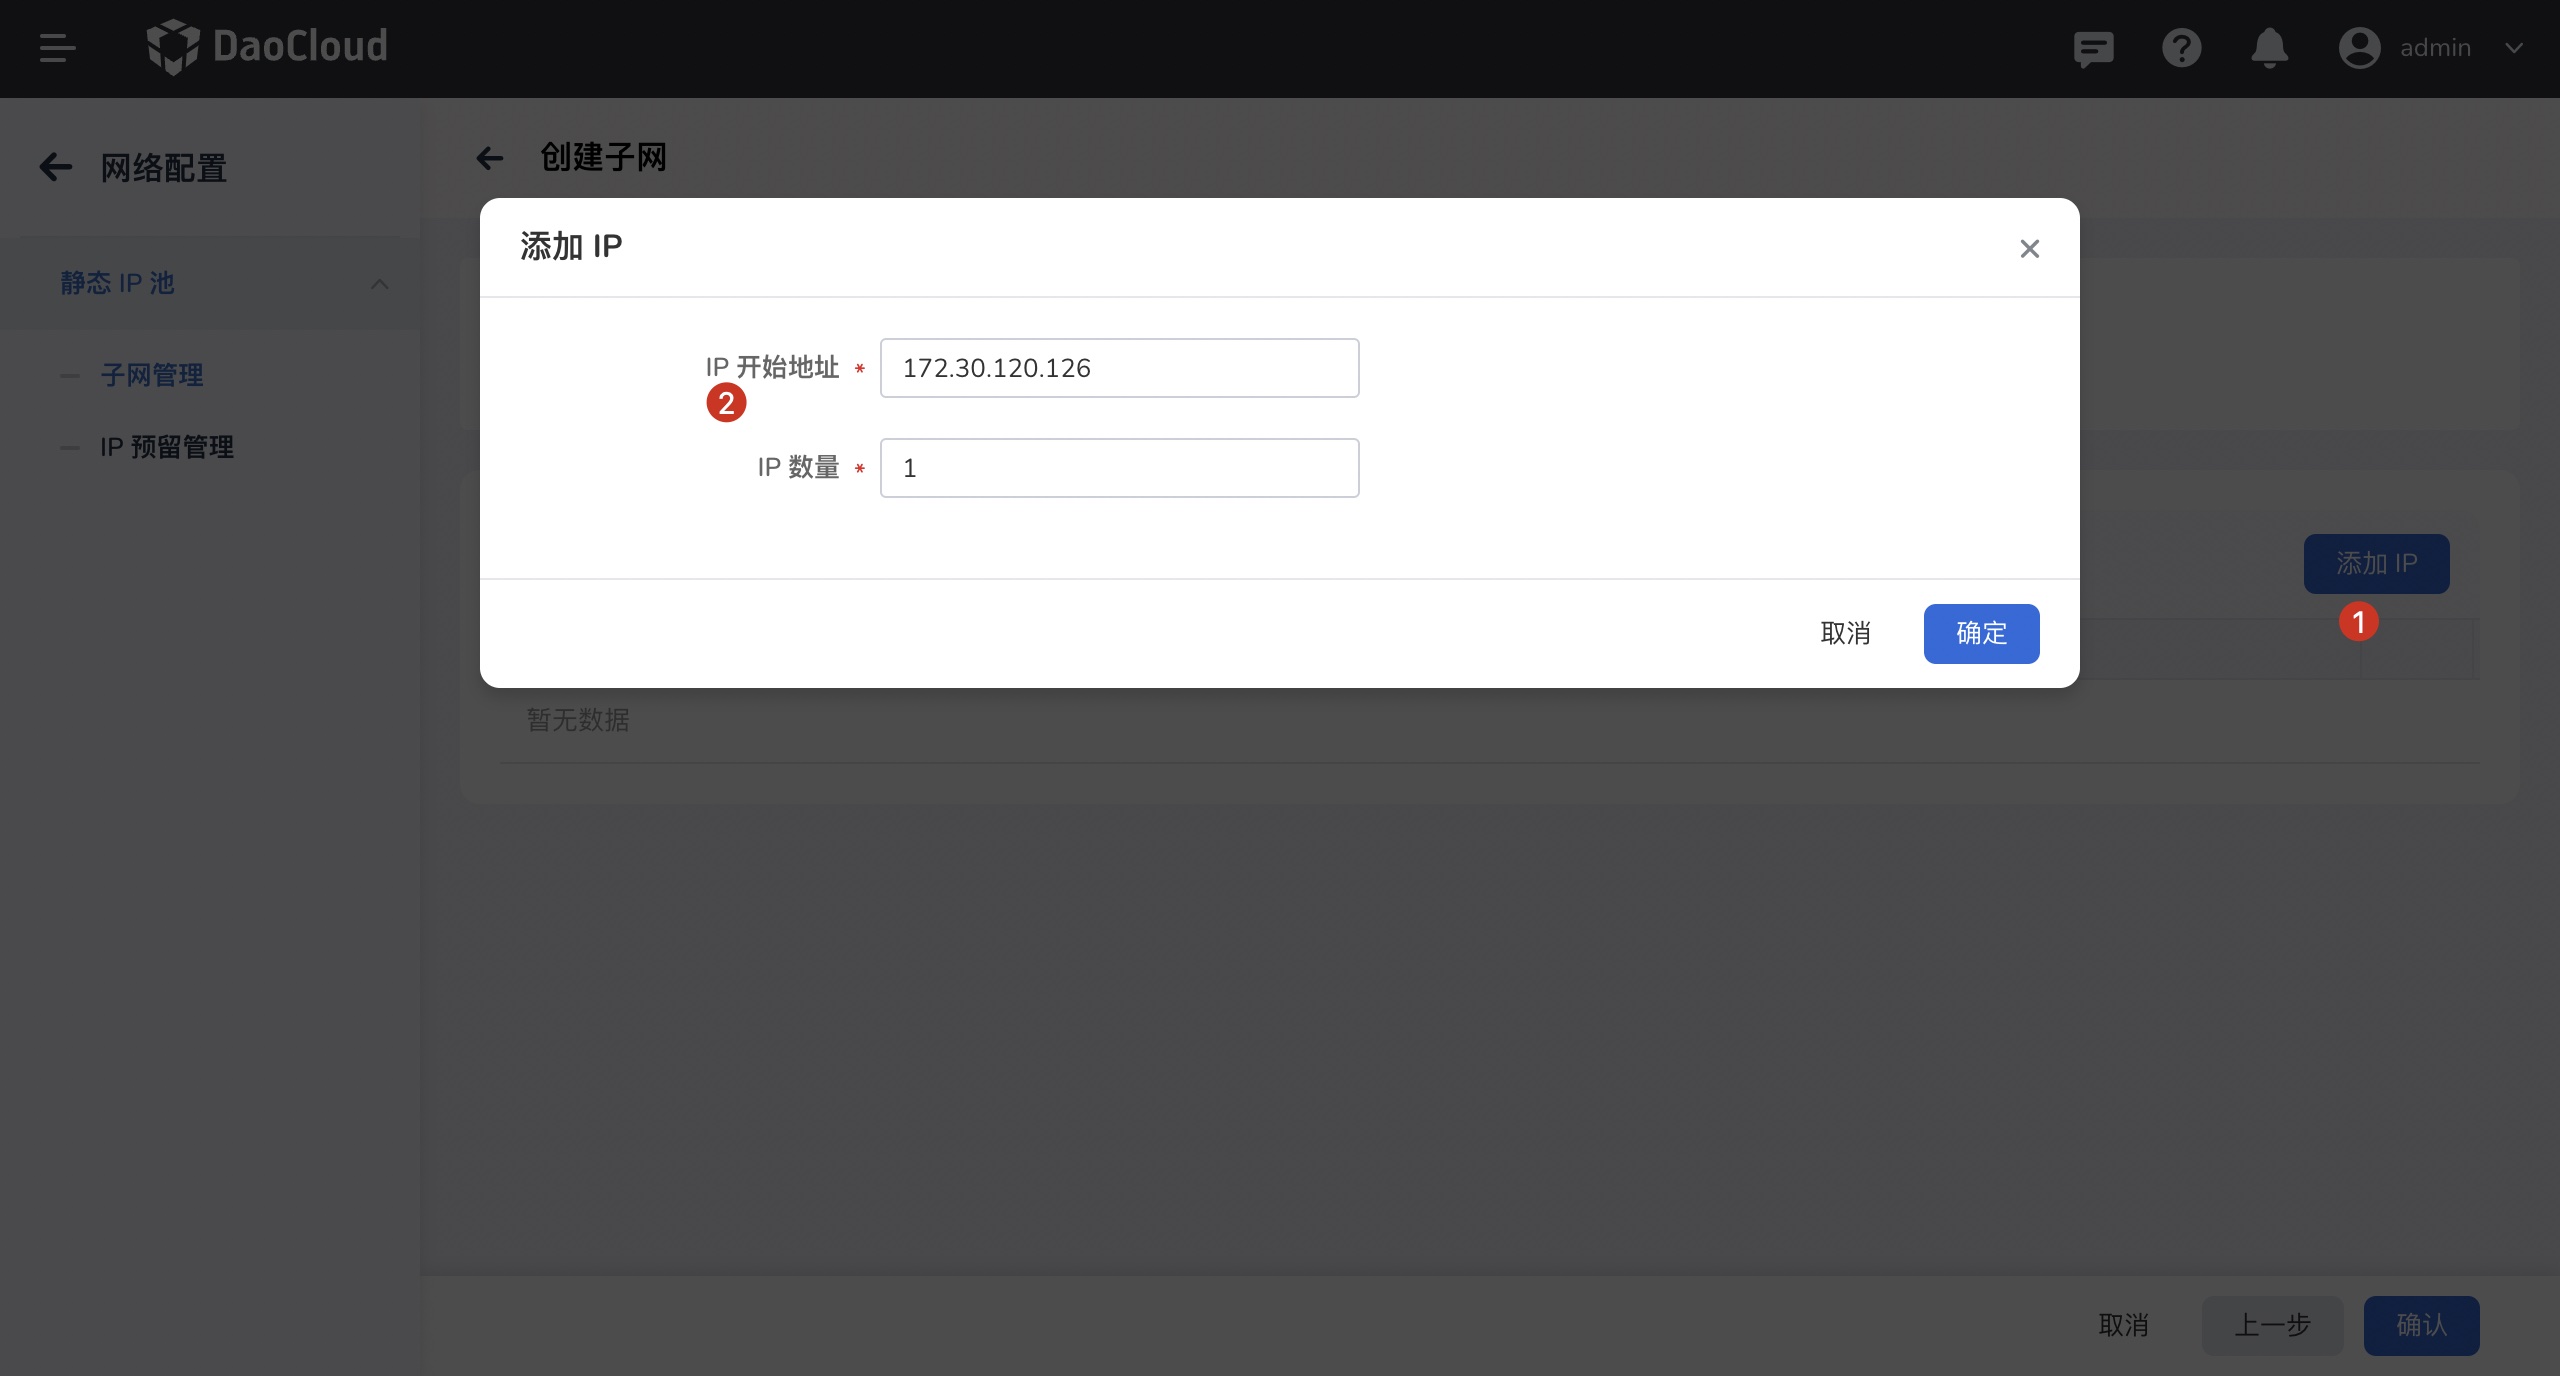 DaoCloud
admin
网络配置
静态 IP 池
子网管理
IP 预留管理
创建子网
添加 IP
IP 开始地址 * 172.30.120.126
2
IP 数量 * 1
取消 确定
添加 IP
1
暂无数据
取消 上一步 确认